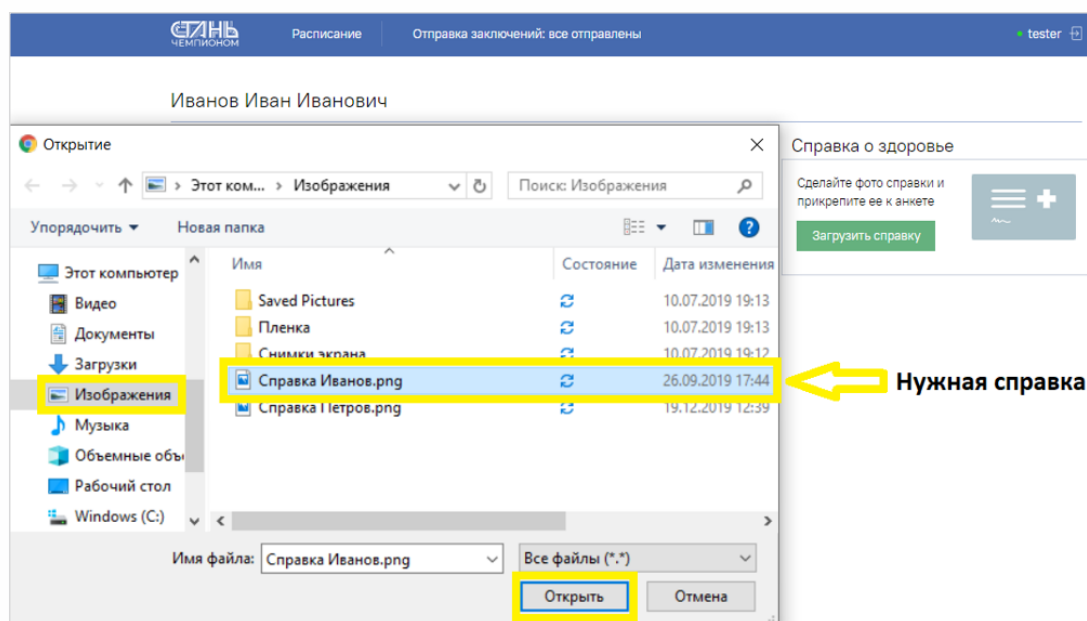 СТАНЬ
ЧЕМПИОНОМ
Расписание
Отправка заключений: все отправлены
tester
Иванов Иван Иванович
Открытие
Справка о здоровье
Этот ком... › Изображения
Поиск: Изображения
Сделайте фото справки и
прикрепите ее к анкете
Загрузить справку
Упорядочить
Новая папка
Имя
Состояние
Дата изменения
Этот компьютер
Видео
Документы
Загрузки
Изображения
Музыка
Объемные объ
Рабочий стол
Windows (C:)
Saved Pictures 10.07.2019 19:13
Пленка 10.07.2019 19:13
Снимки экрана 10.07.2019 19:12
Справка Иванов.png 26.09.2019 17:44
Справка Петров.png 19.12.2019 12:39
Нужная справка
Имя файла: Справка Иванов.png
Все файлы (*.*)
Открыть
Отмена